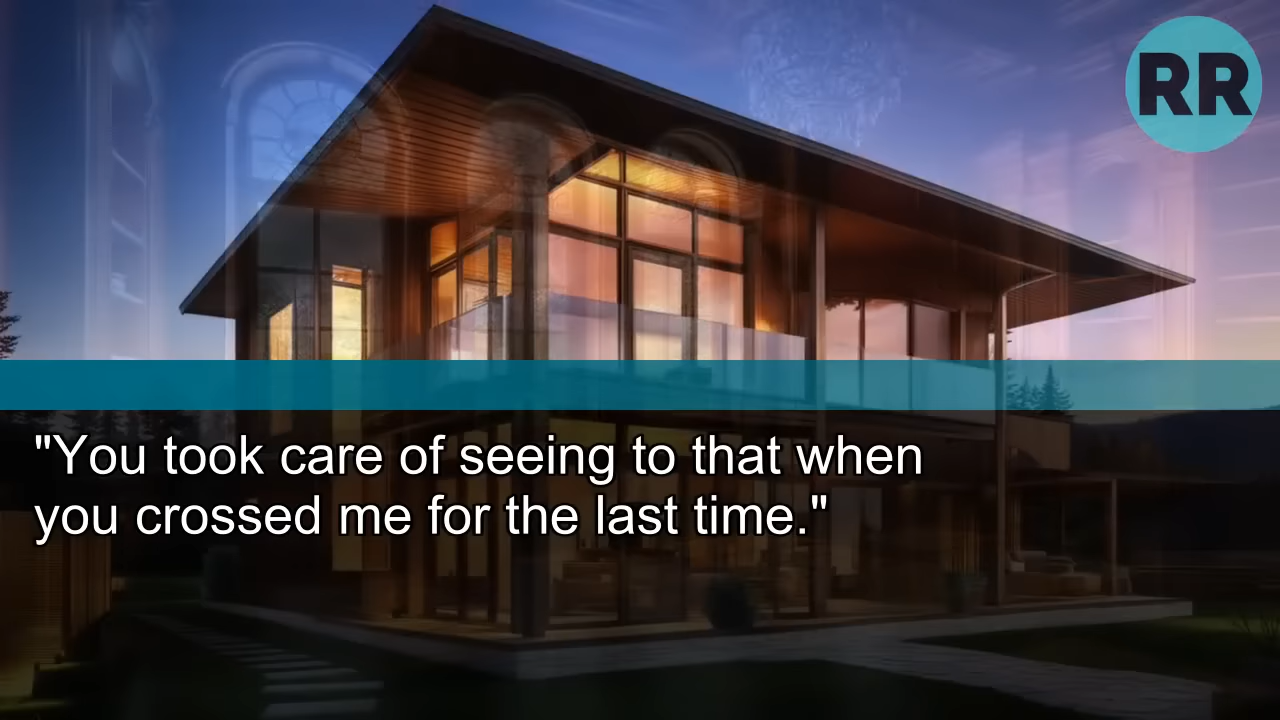 RR
"You took care of seeing to that when
you crossed me for the last time."